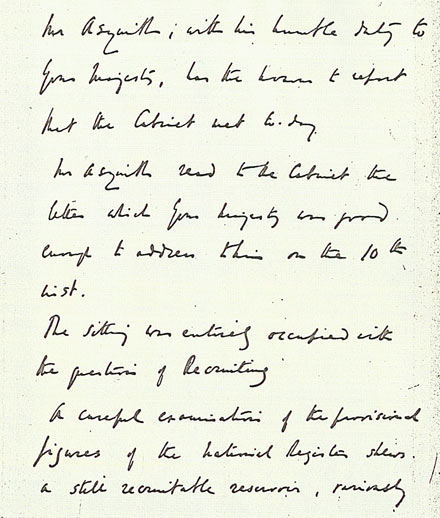 Mr Asquith, with his humble duty to
Your Majesty, has the honour to report
that the Cabinet met to-day
Mr Asquith read to the Cabinet the
letter which Your Majesty was good
enough to address to him on the 10th
inst.
The sitting was entirely occupied with
the question of Recruiting
A careful examination of the provisional
figures of the National Register shews
a still recruitable reservoir, variously